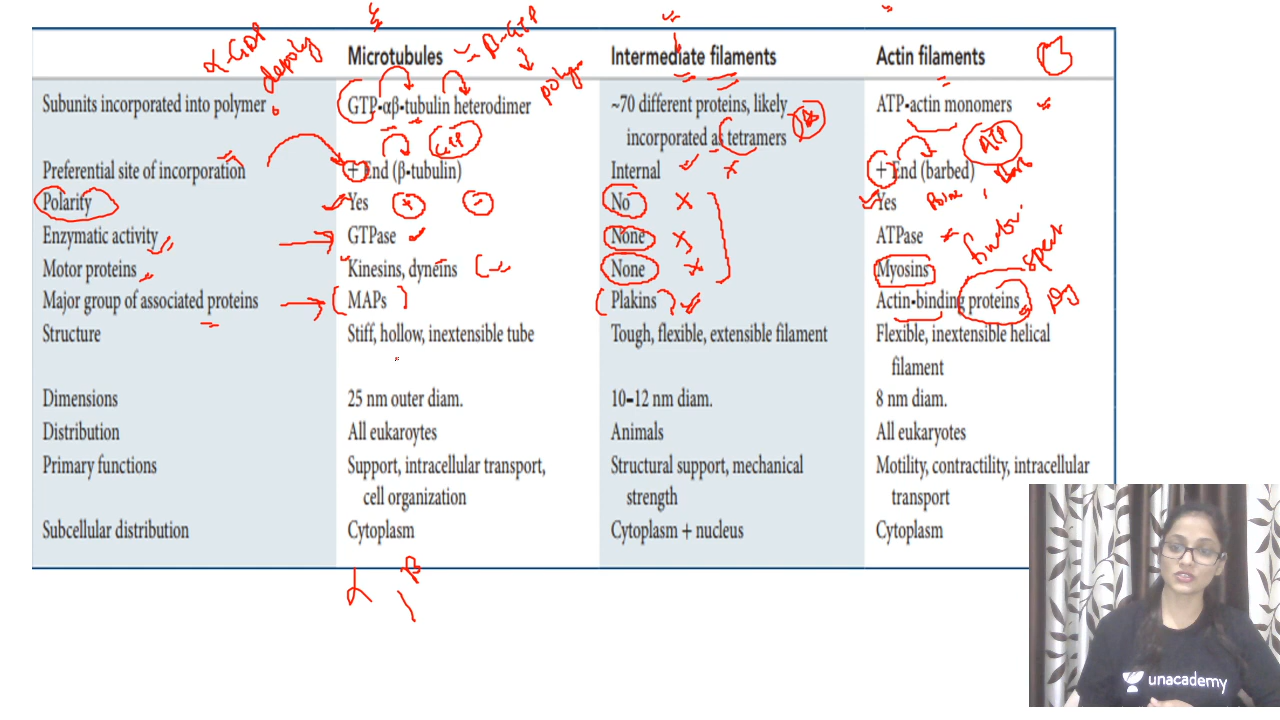 α-GDP
depoly
β-GTP
polym
Microtubules Intermediate filaments Actin filaments
Subunits incorporated into polymer GTP-αβ-tubulin heterodimer ~70 different proteins, likely ATP-actin monomers
incorporated as tetramers
GTP ATP
Preferential site of incorporation + End (β-tubulin) Internal + End (barbed)
Polarity Yes + − No Yes
Enzymatic activity GTPase None ATPase
Motor proteins Kinesins, dyneins None Myosins
Major group of associated proteins MAPs Plakins Actin-binding proteins
Structure Stiff, hollow, inextensible tube Tough, flexible, extensible filament Flexible, inextensible helical
filament
Dimensions 25 nm outer diam. 10–12 nm diam. 8 nm diam.
Distribution All eukaroytes Animals All eukaryotes
Primary functions Support, intracellular transport, Structural support, mechanical Motility, contractility, intracellular
cell organization strength transport
Subcellular distribution Cytoplasm Cytoplasm + nucleus Cytoplasm
α β
unacademy